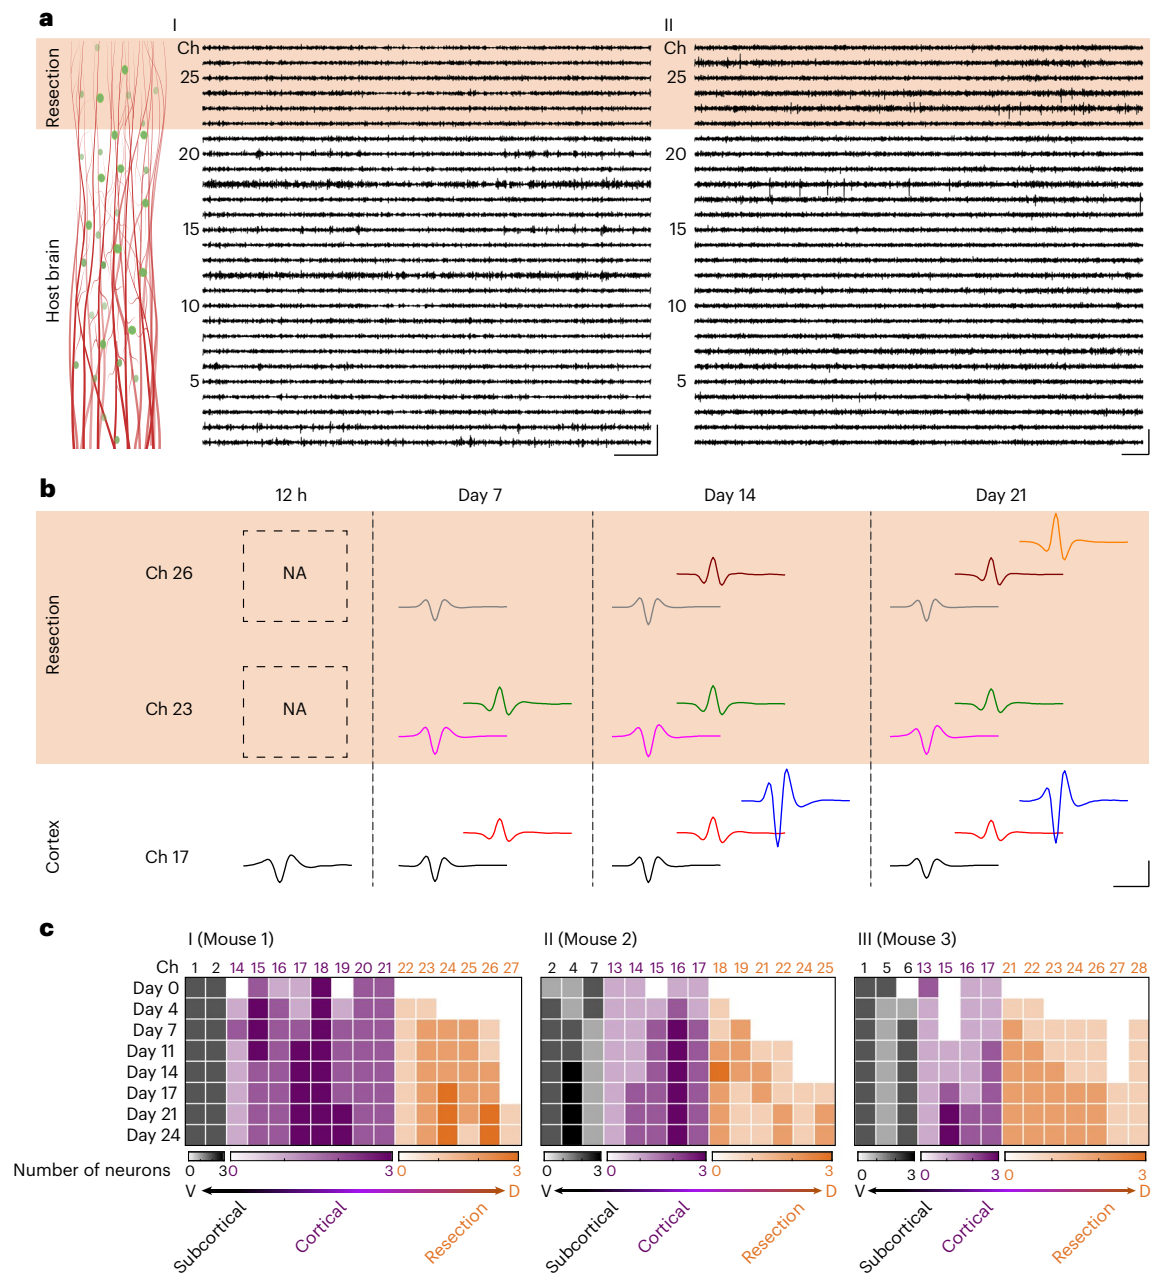 a
I
II
Resection
Host brain
Ch
25
20
15
10
5
Ch
25
20
15
10
5
b
12 h
Day 7
Day 14
Day 21
Resection
Ch 26
NA
Ch 23
NA
Cortex
Ch 17
c
I (Mouse 1)
II (Mouse 2)
III (Mouse 3)
Ch 1 2 14 15 16 17 18 19 20 21 22 23 24 25 26 27
2 4 7 13 14 15 16 17 18 19 21 22 24 25
1 5 6 13 15 16 17 21 22 23 24 25 26 27 28
Day 0
Day 4
Day 7
Day 11
Day 14
Day 17
Day 21
Day 24
Number of neurons
0 3 0 3 0 3
0 3 0 3 0 3
0 3 0 3 0 3
V D
V D
V D
Subcortical
Cortical
Resection
Subcortical
Cortical
Resection
Subcortical
Cortical
Resection